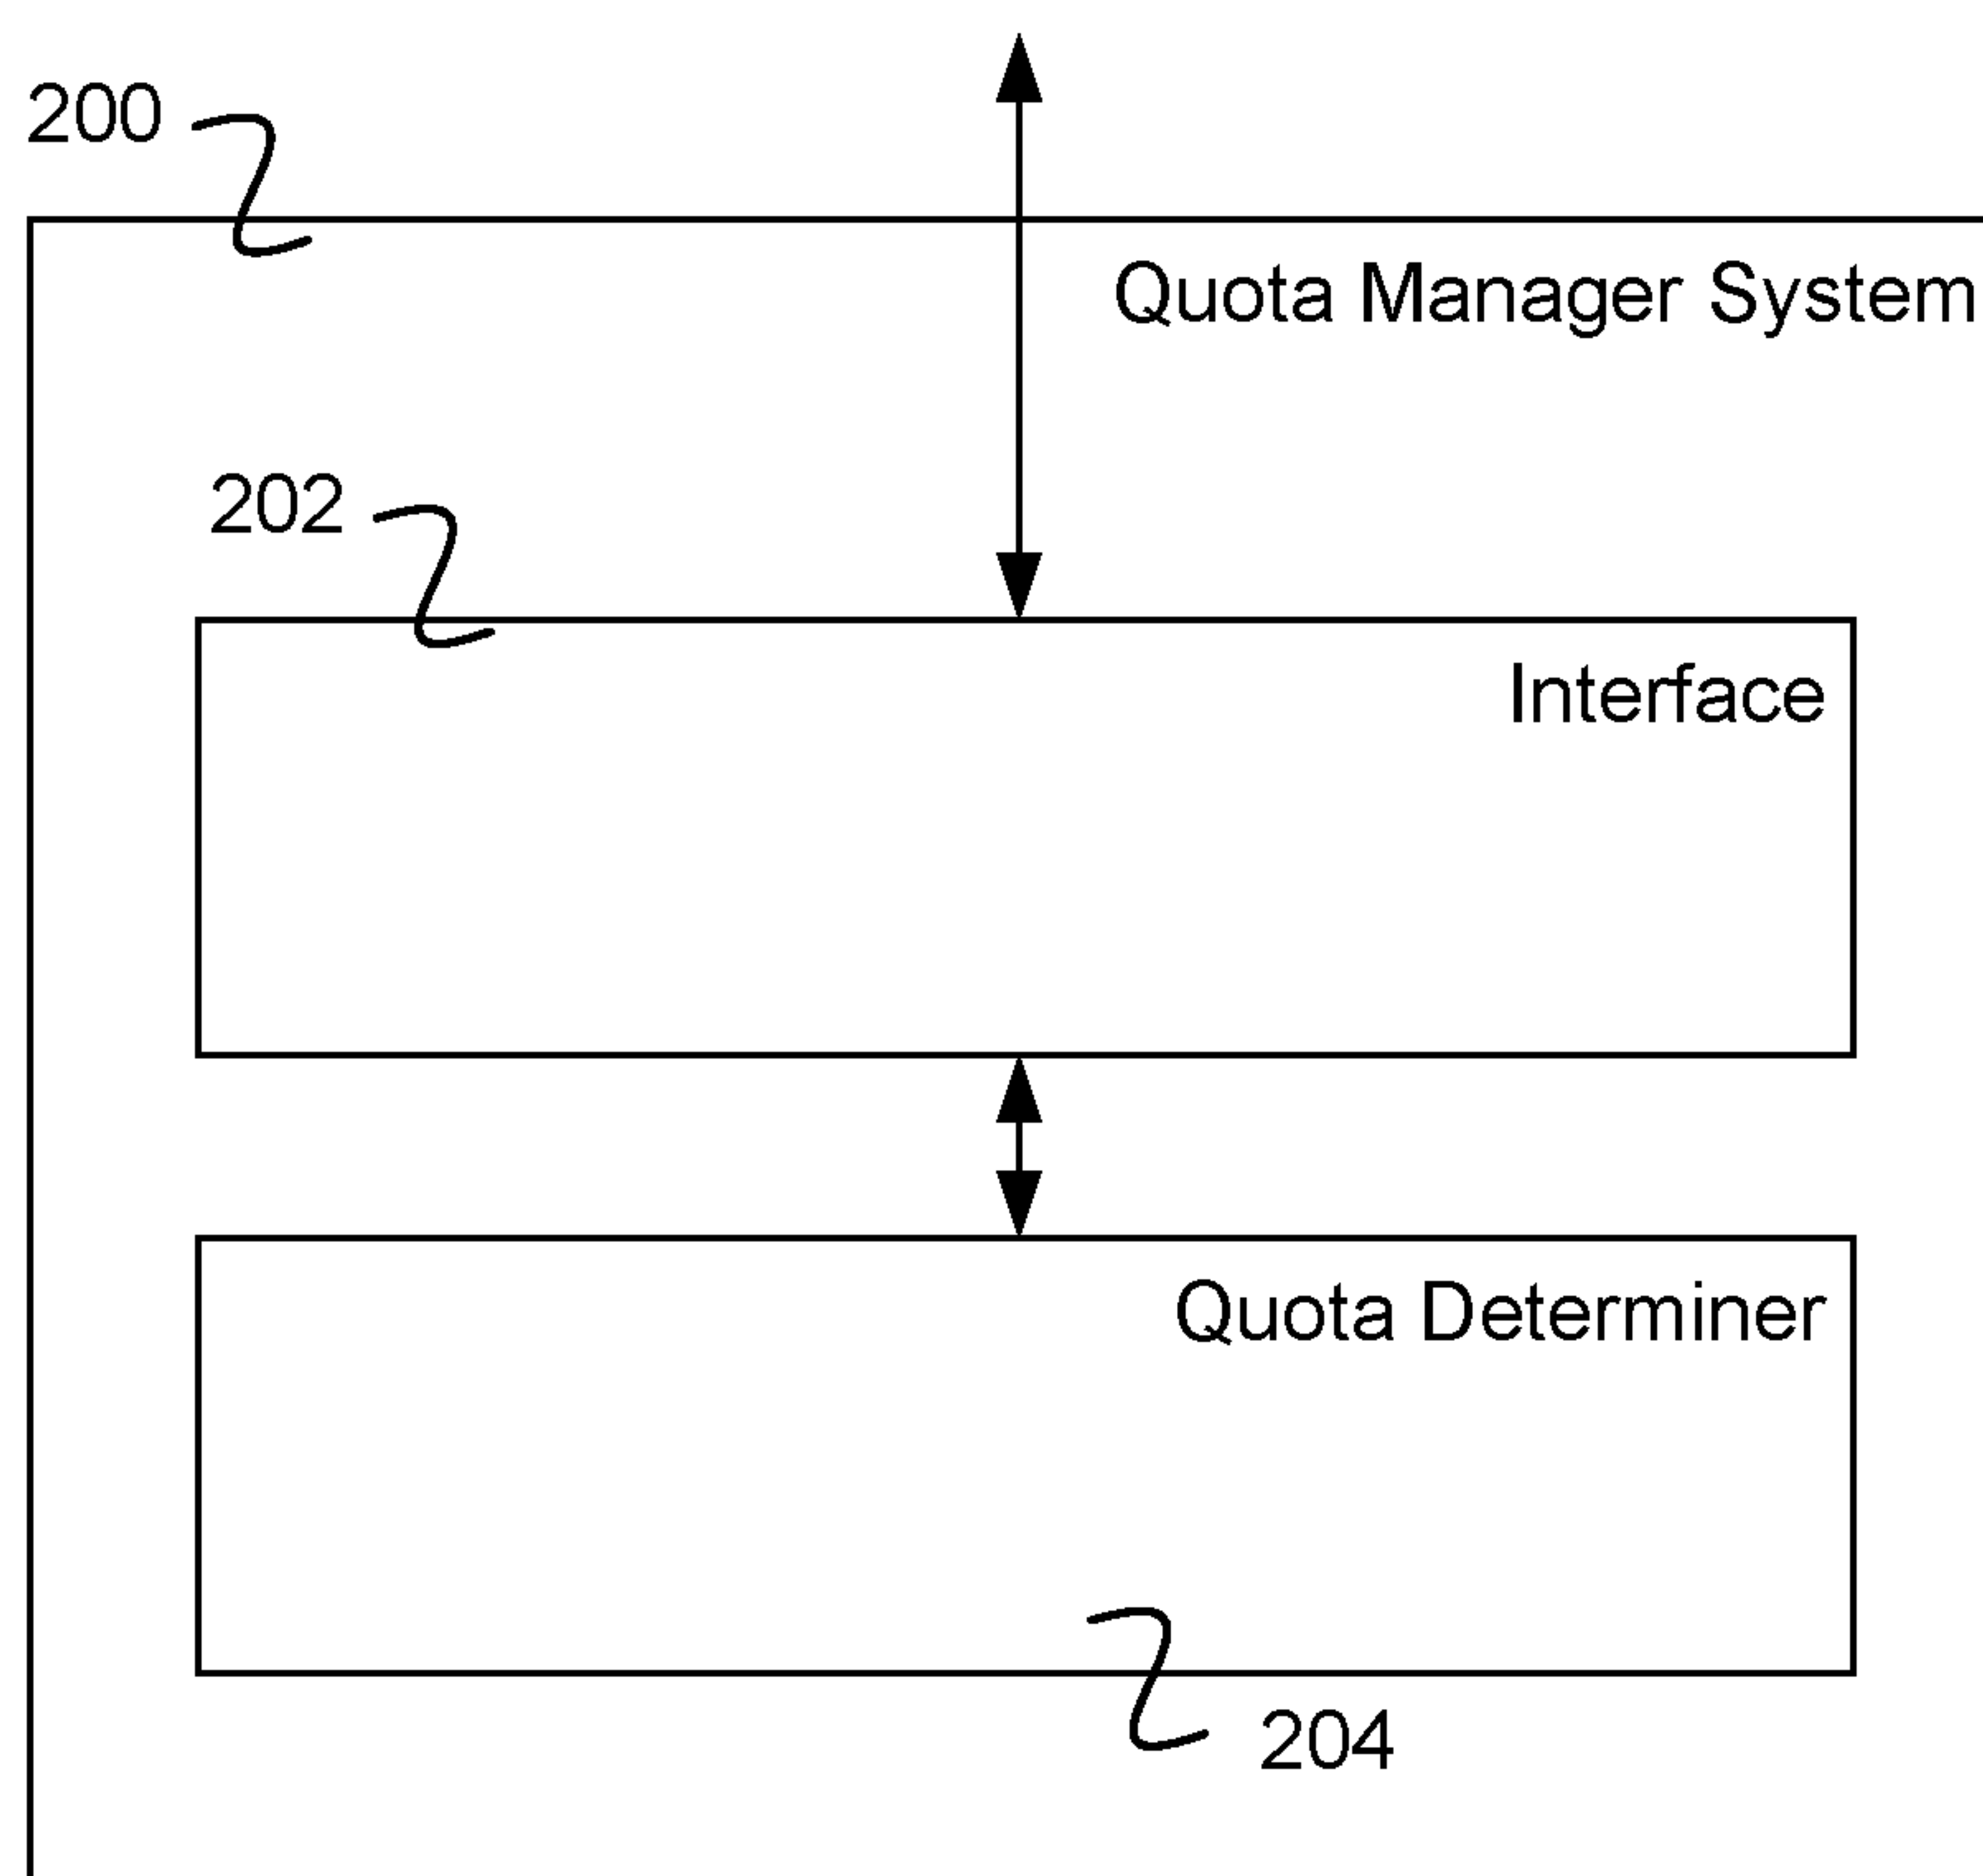 200
Quota Manager System
202
Interface
Quota Determiner
204